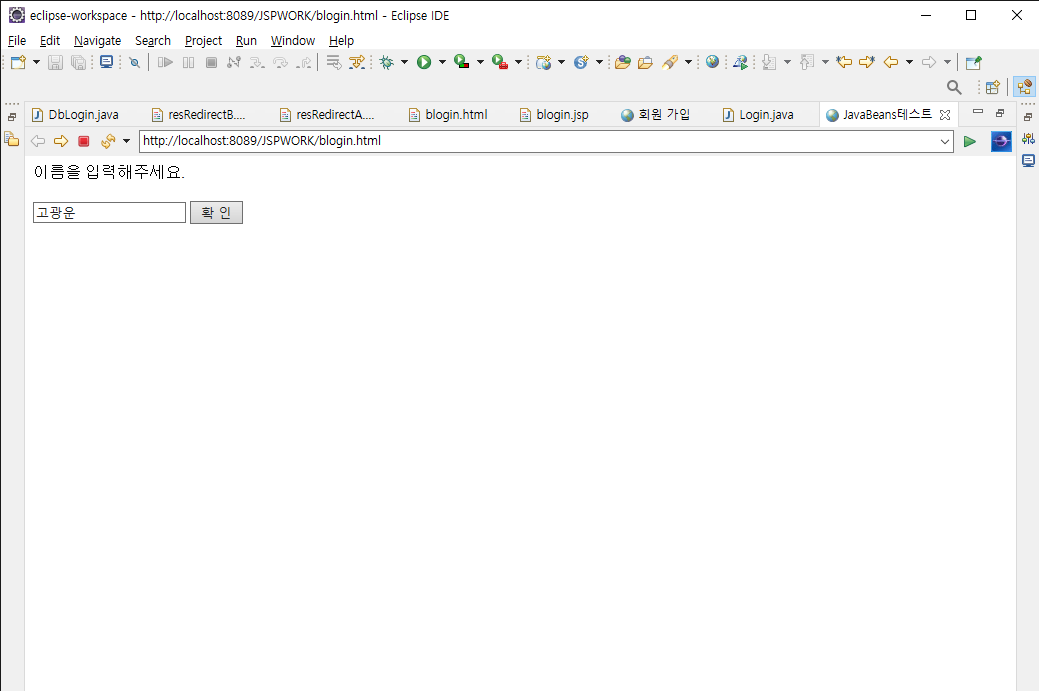 eclipse-workspace - http://localhost:8089/JSPWORK/blogin.html - Eclipse IDE
File Edit Navigate Search Project Run Window Help
DbLogin.java resRedirectB.... resRedirectA.... blogin.html blogin.jsp 회원 가입 Login.java JavaBeans테스트
http://localhost:8089/JSPWORK/blogin.html
이름을 입력해주세요.
고광운 확 인